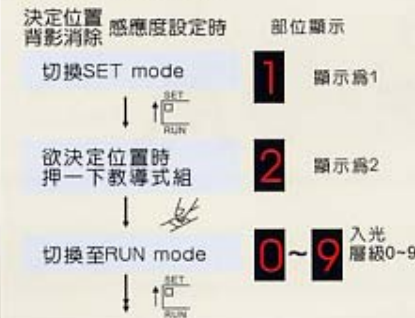 決定位置
背影消除 感應度設定時 部位顯示
切換SET mode 1 顯示為1
SET
RUN
欲決定位置時
押一下教導式組 2 顯示為2
切換至RUN mode 0~9 入光
層級0~9
SET
RUN